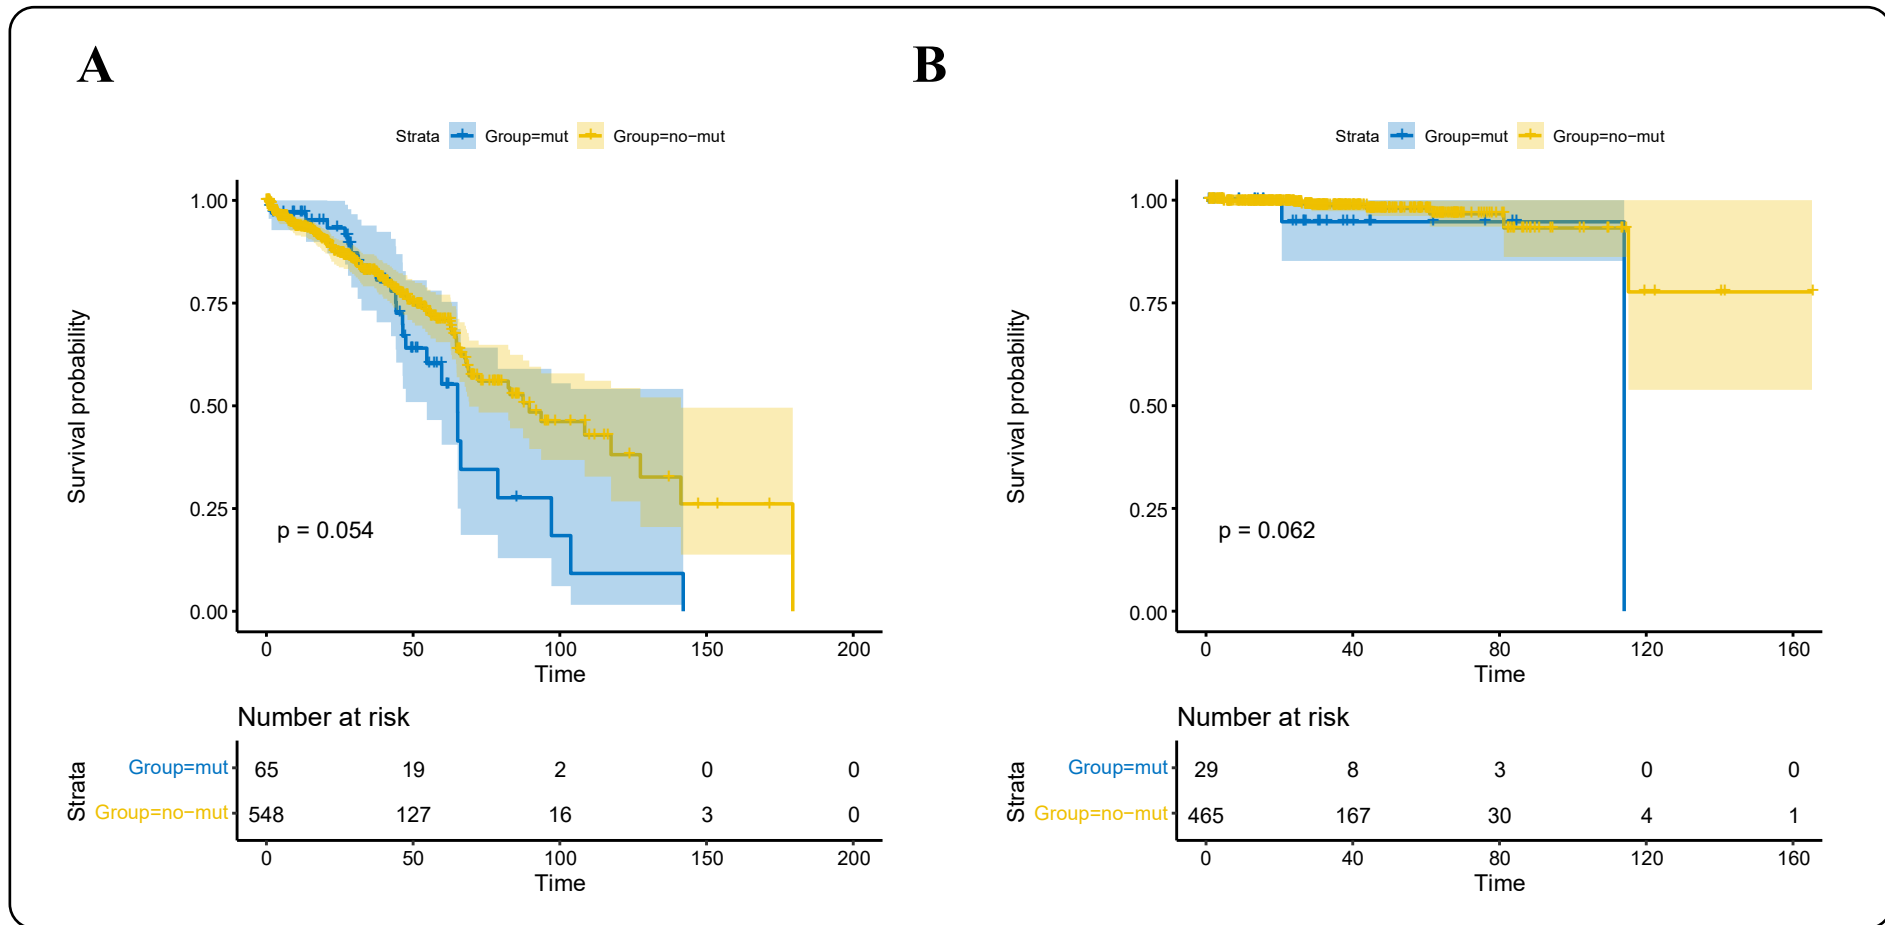 A
Strata Group=mut Group=no−mut
Survival probability
1.00
0.75
0.50
0.25
0.00
p = 0.054
0 50 100 150 200
Time
Number at risk
Strata
Group=mut 65 19 2 0 0
Group=no−mut 548 127 16 3 0
0 50 100 150 200
Time
B
Strata Group=mut Group=no−mut
Survival probability
1.00
0.75
0.50
0.25
0.00
p = 0.062
0 40 80 120 160
Time
Number at risk
Strata
Group=mut 29 8 3 0 0
Group=no−mut 465 167 30 4 1
0 40 80 120 160
Time